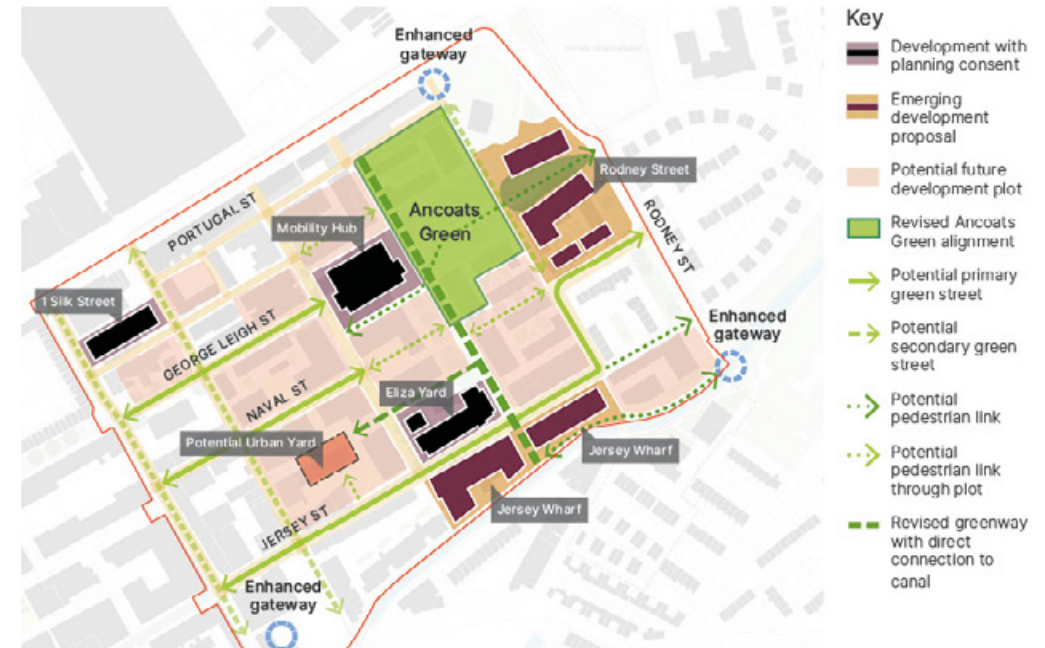 Enhanced
gateway
PORTUGAL ST
Mobility Hub
Ancoats
Green
Rodney Street
RODNEY ST
1 Silk Street
GEORGE LEIGH ST
NAVAL ST
Eliza Yard
Enhanced
gateway
Potential Urban Yard
Jersey Wharf
Jersey Wharf
JERSEY ST
Enhanced
gateway
Key
Development with
planning consent
Emerging
development
proposal
Potential future
development plot
Revised Ancoats
Green alignment
Potential primary
green street
Potential
secondary green
street
Potential
pedestrian link
Potential
pedestrian link
through plot
Revised greenway
with direct
connection to
canal